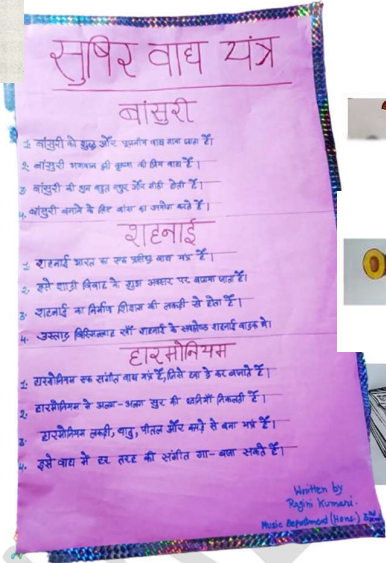 सुषिर वाद्य यंत्र
बांसुरी
1. बांसुरी को शुद्ध और प्राचीन वाद्य माना जाता हैं।
2. बांसुरी भगवान श्री कृष्ण की प्रिय वाद्य हैं।
3. बांसुरी की धुन बहुत मधुर और मीठी होती हैं।
4. बांसुरी बनाने के लिए बांस का उपयोग करते हैं।
शहनाई
1. शहनाई भारत का एक प्रसिद्ध वाद्य यंत्र हैं।
2. इसे शादी विवाह के शुभ अवसर पर बजाया जाता हैं।
3. शहनाई का निर्माण शीशम की लकड़ी से होता हैं।
4. उस्ताद बिस्मिल्लाह खाँ शहनाई के सर्वश्रेष्ठ शहनाई वादक थे।
हारमोनियम
1. हारमोनियम एक संगीत वाद्य यंत्र हैं, जिसे हवा दे कर बजाते हैं।
2. हारमोनियम से अलग-अलग सुर की ध्वनियाँ निकलती हैं।
3. हारमोनियम लकड़ी, धातु, पीतल और कपड़े से बना यंत्र हैं।
4. इसे वाद्य में हर तरह की संगीत गा-बजा सकते हैं।
Written by
Ragini Kumari.
Music Department (Hons.)